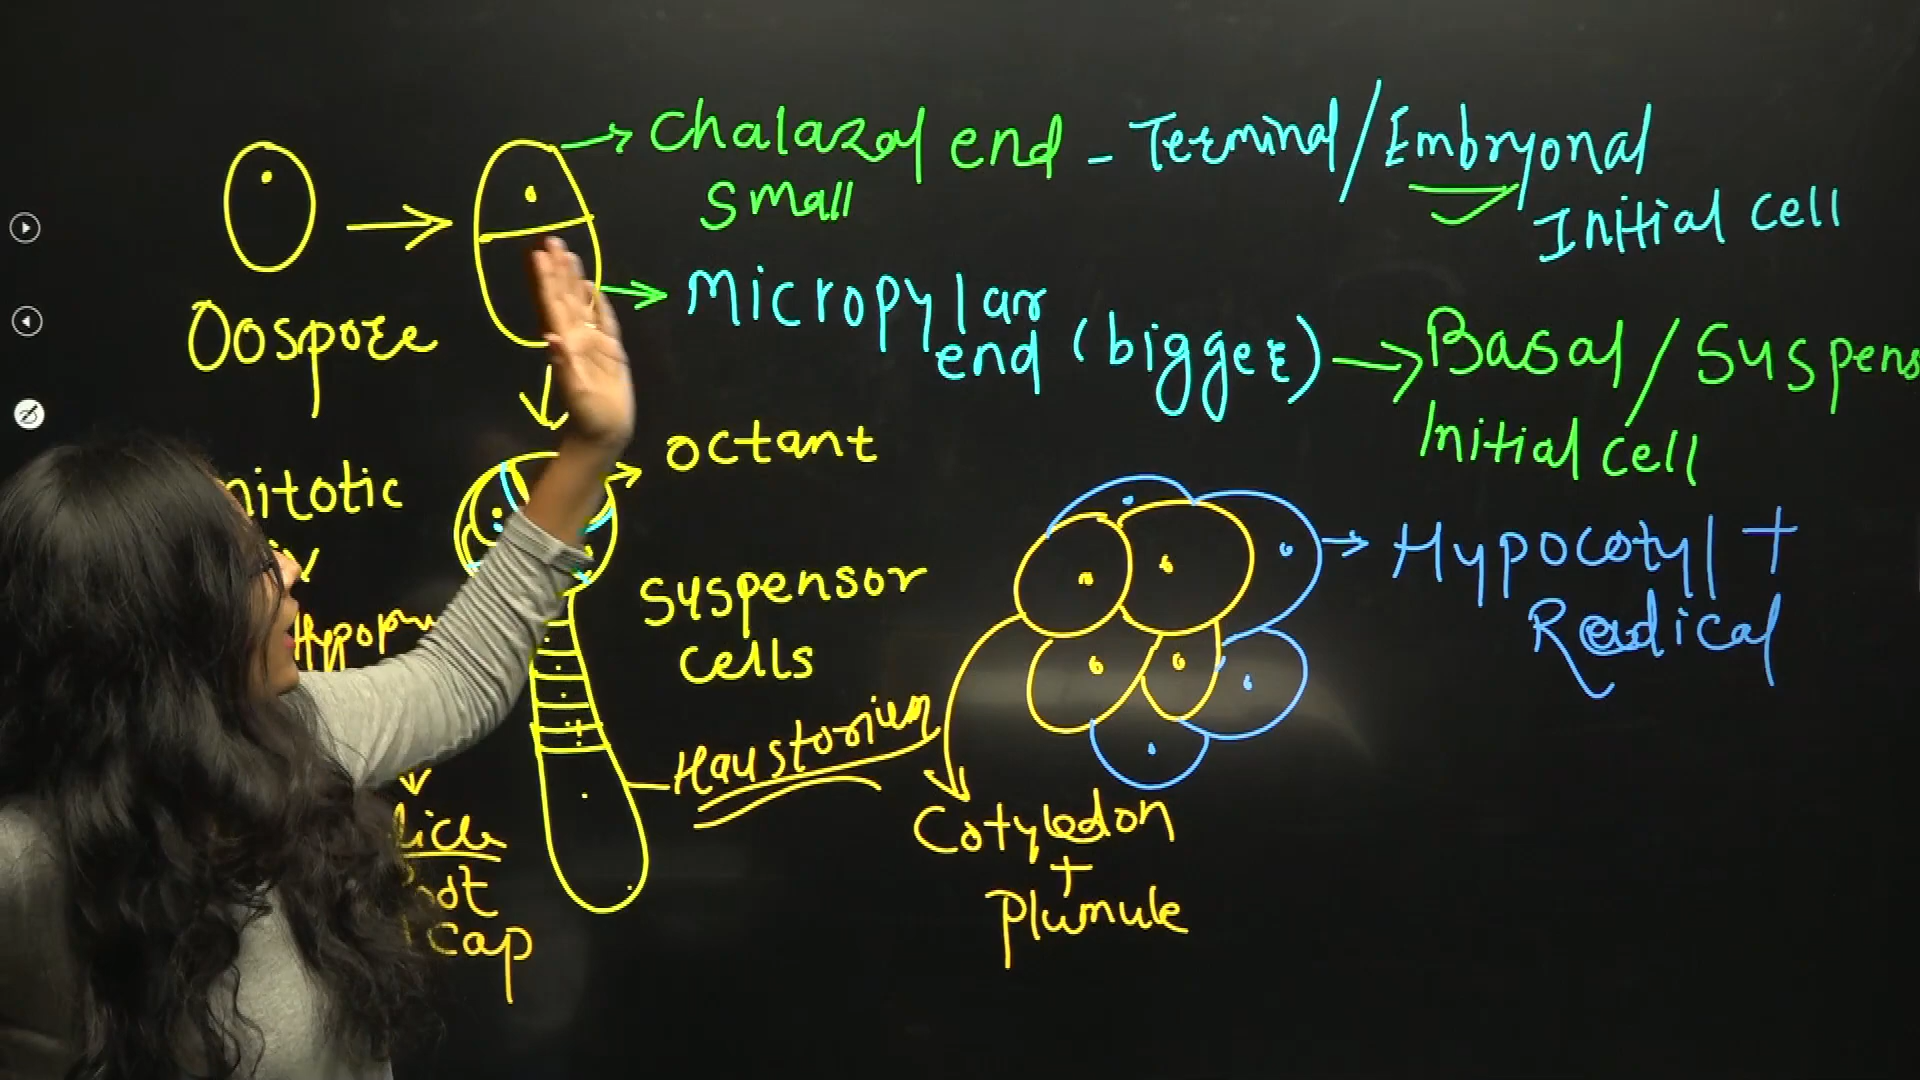 Chalazal end - Terminal/Embryonal
Small
Initial cell
Oospore
Micropylar
end (bigger)
Basal/Suspens
Initial cell
mitotic
octant
Suspensor
cells
Hypocotyl +
Radical
Haustorium
Cotyledon
+
Plumule
cap